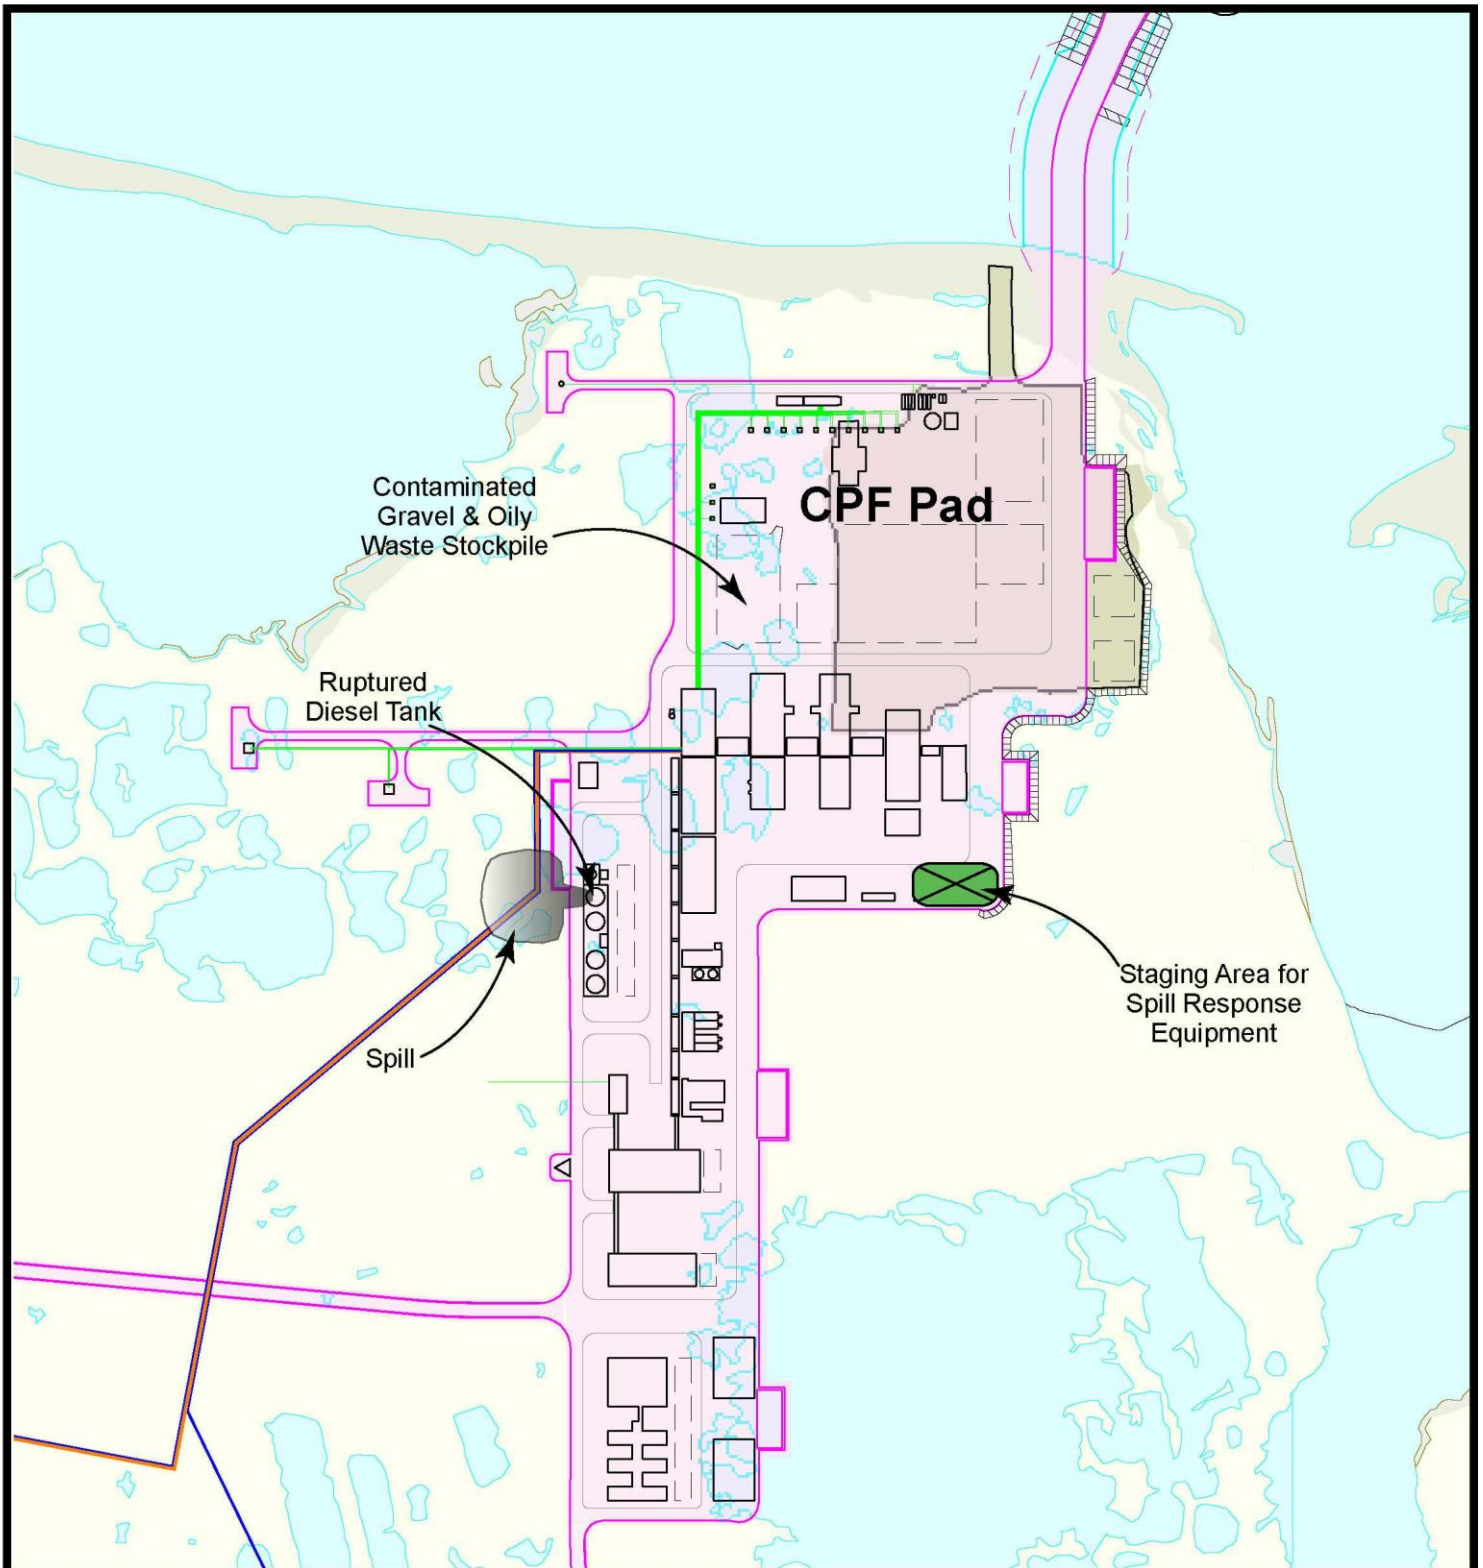 CPF Pad
Contaminated
Gravel & Oily
Waste Stockpile
Ruptured
Diesel Tank
Staging Area for
Spill Response
Equipment
Spill